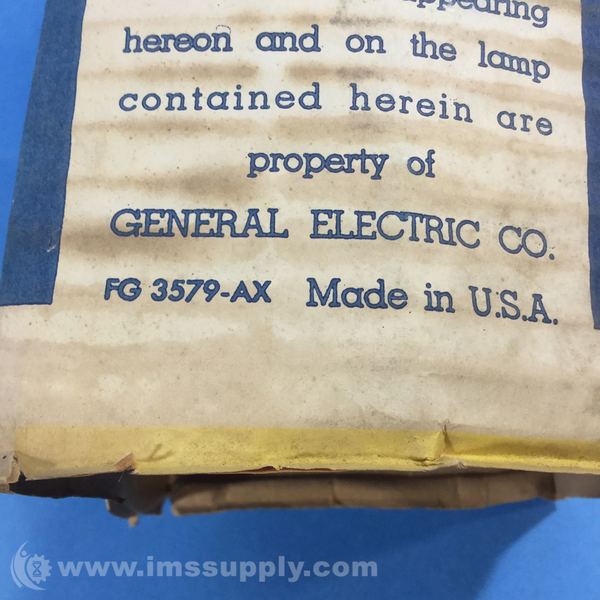 appearing
hereon and on the lamp
contained herein are
property of
GENERAL ELECTRIC CO.
FG 3579-AX Made in U.S.A.
www.imssupply.com